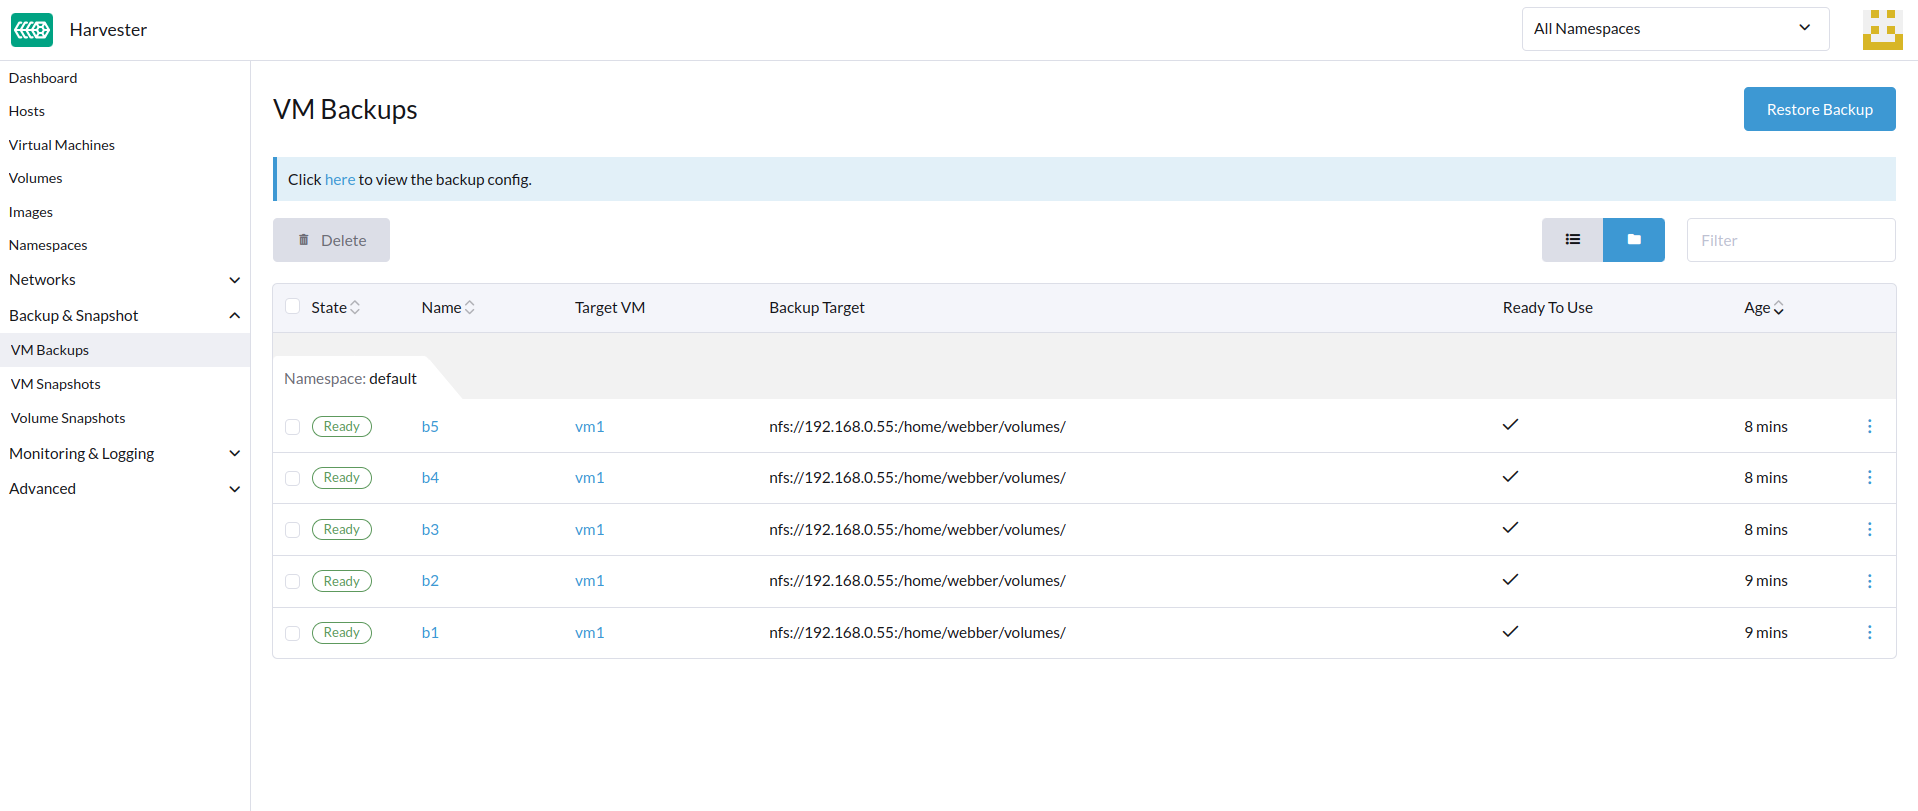 Harvester
All Namespaces
Dashboard
Hosts
Virtual Machines
Volumes
Images
Namespaces
Networks
Backup & Snapshot
VM Backups
VM Snapshots
Volume Snapshots
Monitoring & Logging
Advanced
VM Backups
Restore Backup
Click here to view the backup config.
Delete
Filter
State Name Target VM Backup Target Ready To Use Age
Namespace: default
Ready b5 vm1 nfs://192.168.0.55:/home/webber/volumes/ 8 mins
Ready b4 vm1 nfs://192.168.0.55:/home/webber/volumes/ 8 mins
Ready b3 vm1 nfs://192.168.0.55:/home/webber/volumes/ 8 mins
Ready b2 vm1 nfs://192.168.0.55:/home/webber/volumes/ 9 mins
Ready b1 vm1 nfs://192.168.0.55:/home/webber/volumes/ 9 mins